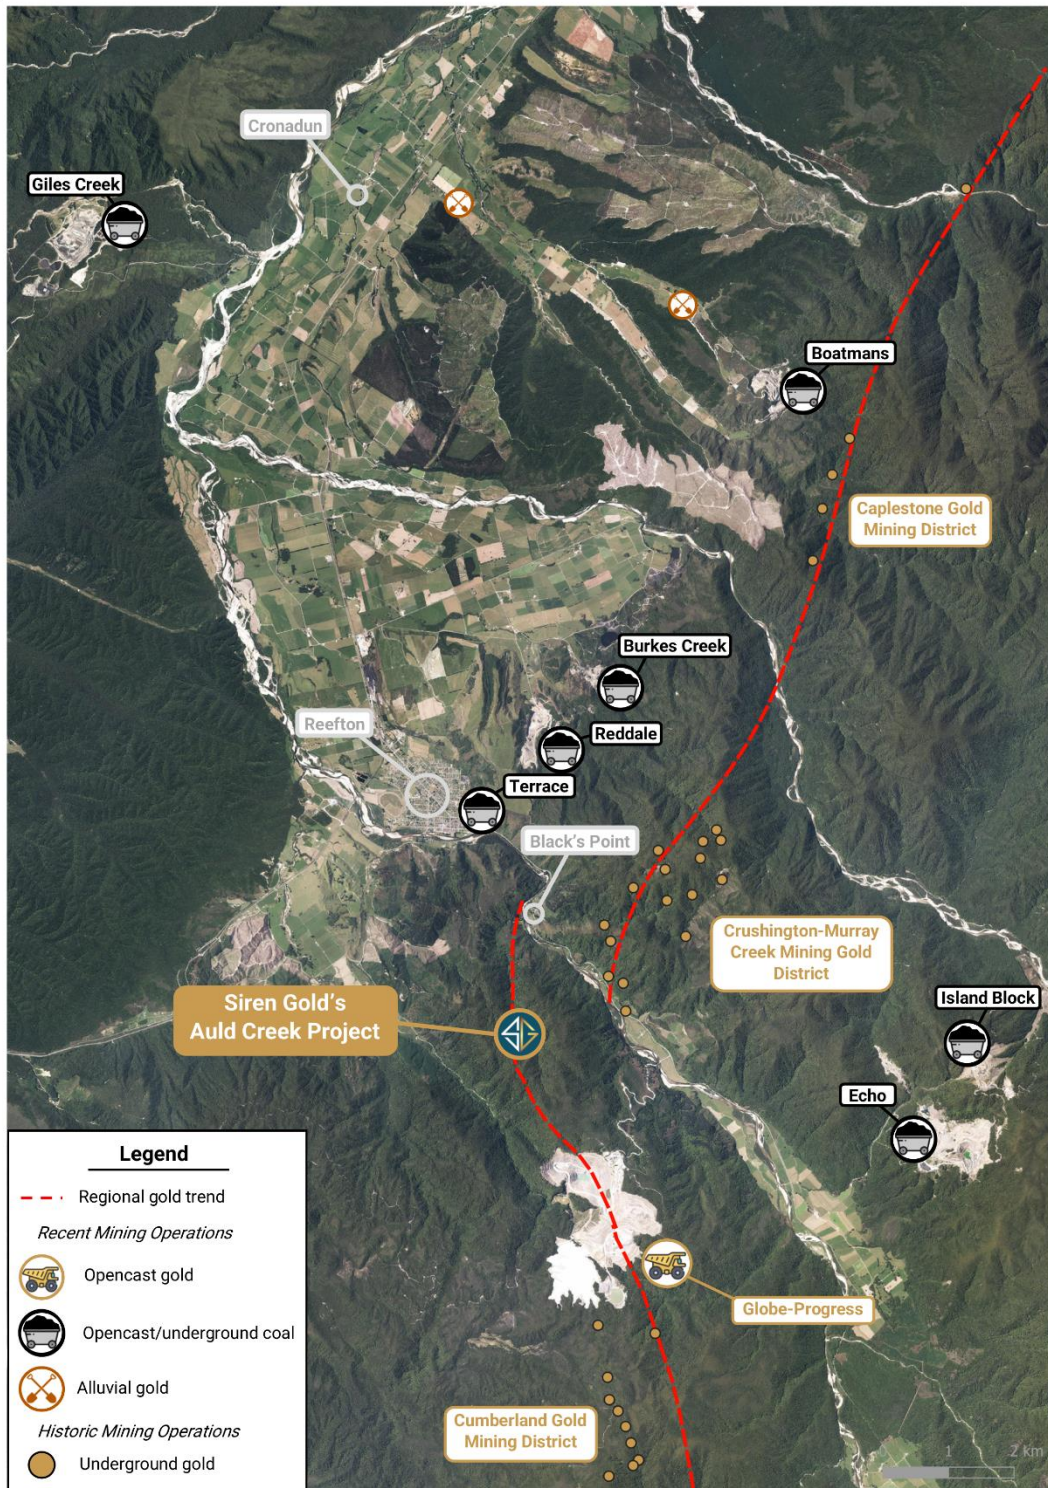 Cronadun
Giles Creek
Boatmans
Caplestone Gold
Mining District
Burkes Creek
Reefton
Reddale
Terrace
Black's Point
Crushington-Murray
Creek Mining Gold
District
Siren Gold's
Auld Creek Project
SG
Island Block
Echo
Globe-Progress
Cumberland Gold
Mining District
Legend
Regional gold trend
Recent Mining Operations
Opencast gold
Opencast/underground coal
Alluvial gold
Historic Mining Operations
Underground gold
0 1 2 km